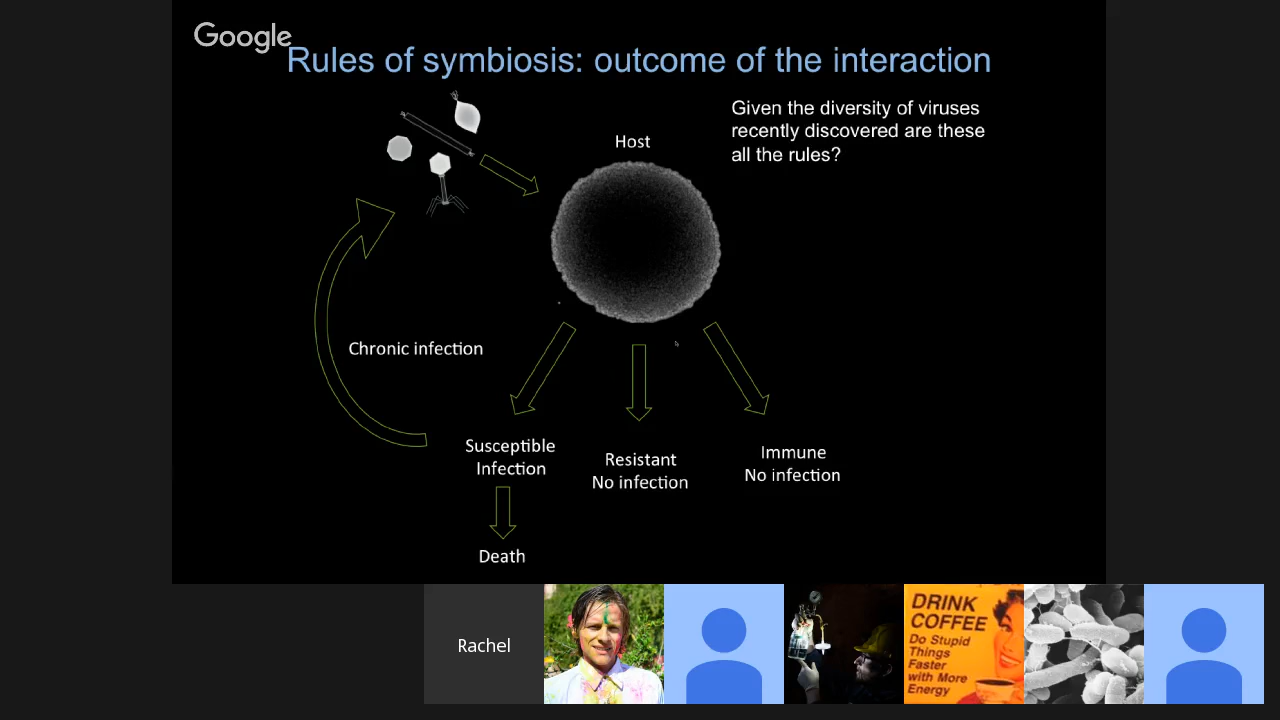 Google
Rules of symbiosis: outcome of the interaction
Given the diversity of viruses
recently discovered are these
all the rules?
Host
Chronic infection
Susceptible
Infection
Resistant
No infection
Immune
No infection
Death
Rachel
DRINK
COFFEE
Do Stupid
Things
Faster
with More
Energy